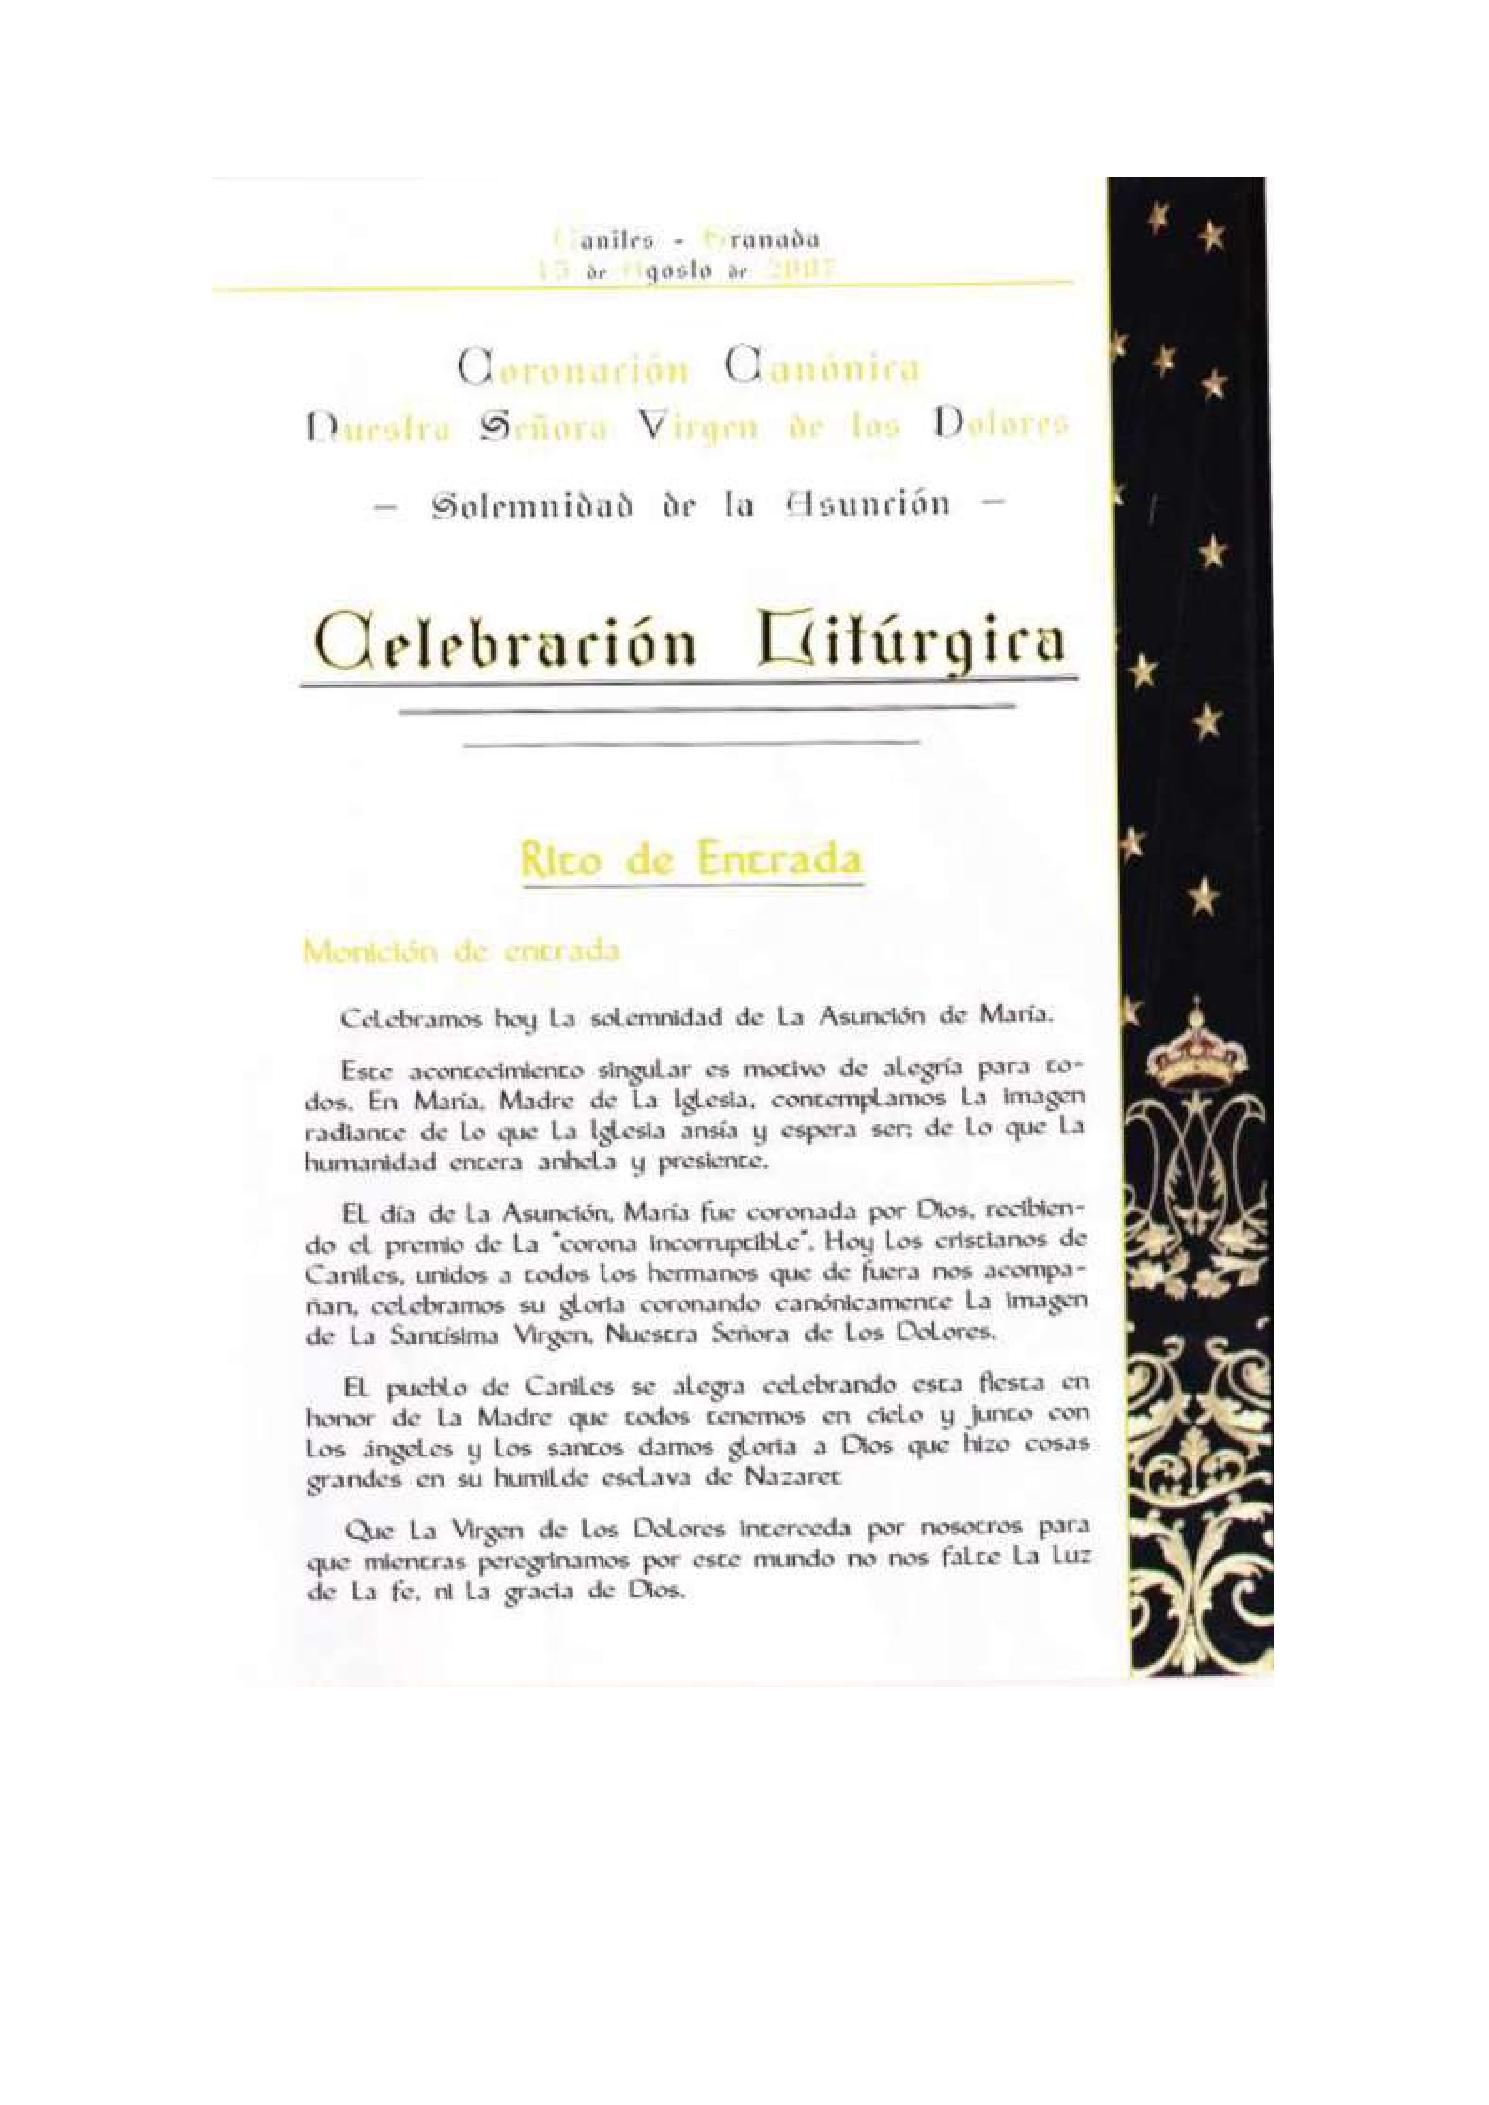 Caniles - Granada
15 de Agosto de 2007
Coronación Canónica
Nuestra Señora Virgen de los Dolores
- Solemnidad de la Asunción -
Celebración Litúrgica
Rito de Entrada
Monición de entrada
Celebramos hoy la solemnidad de la Asunción de María.
Este acontecimiento singular es motivo de alegría para to-
dos. En María, Madre de la Iglesia, contemplamos la imagen
radiante de lo que la Iglesia ansía y espera ser; de lo que la
humanidad entera anhela y presiente.
El día de la Asunción, María fue coronada por Dios, recibien-
do el premio de la "corona incorruptible". Hoy los cristianos de
Caniles, unidos a todos los hermanos que de fuera nos acompa-
ñan, celebramos su gloria coronando canónicamente la imagen
de la Santísima Virgen, Nuestra Señora de los Dolores.
El pueblo de Caniles se alegra celebrando esta fiesta en
honor de la Madre que todos tenemos en cielo y junto con
los ángeles y los santos damos gloria a Dios que hizo cosas
grandes en su humilde esclava de Nazaret
Que la Virgen de los Dolores interceda por nosotros para
que mientras peregrinamos por este mundo no nos falte la luz
de la fe, ni la gracia de Dios.